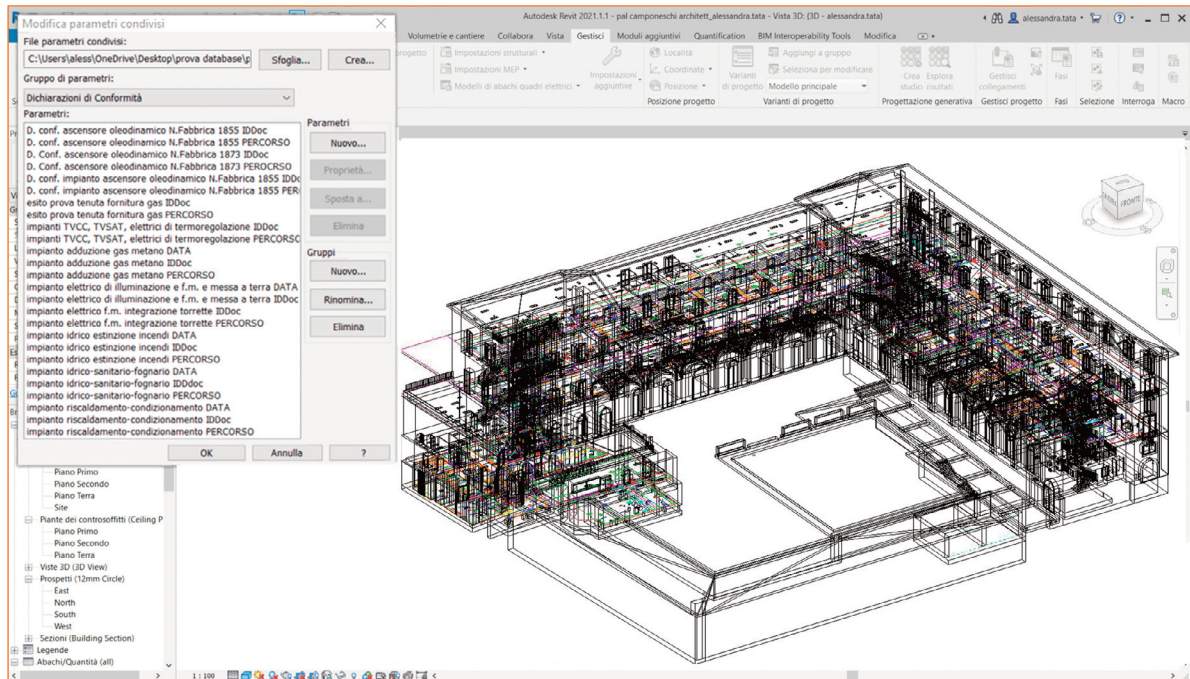 Modifica parametri condivisi
Autodesk Revit 2021.1.1 - pal camponeschi architett_alessandra.tata - Vista 3D: {3D - alessandra.tata}
alessandra.tata
Volumetrie e cantiere Collabora Vista Gestisci Moduli aggiuntivi Quantification BIM Interoperability Tools Modifica
File parametri condivisi:
C:\Users\aless\OneDrive\Desktop\prova database\p
Sfoglia...
Crea...
Gruppo di parametri:
Dichiarazioni di Conformità
Parametri:
D. conf. ascensore oleodinamico N.Fabbrica 1855 IDDoc
D. conf. ascensore oleodinamico N.Fabbrica 1855 PERCORSO
D. Conf. ascensore oleodinamico N.Fabbrica 1873 IDDoc
D. Conf. ascensore oleodinamico N.Fabbrica 1873 PEROCRSO
D. conf. impianto ascensore oleodinamico N.Fabbrica 1855 IDDo
D. conf. impianto ascensore oleodinamico N.Fabbrica 1855 PER
esito prova tenuta fornitura gas IDDoc
esito prova tenuta fornitura gas PERCORSO
impianti TVCC, TVSAT, elettrici di termoregolazione IDDoc
impianti TVCC, TVSAT, elettrici di termoregolazione PERCORSO
impianto adduzione gas metano DATA
impianto adduzione gas metano IDDoc
impianto adduzione gas metano PERCORSO
impianto elettrico di illuminazione e f.m. e messa a terra DATA
impianto elettrico di illuminazione e f.m. e messa a terra IDDoc
impianto elettrico f.m. integrazione torrette IDDoc
impianto elettrico f.m. integrazione torrette PERCORSO
impianto idrico estinzione incendi DATA
impianto idrico estinzione incendi IDDoc
impianto idrico estinzione incendi PERCORSO
impianto idrico-sanitario-fognario DATA
impianto idrico-sanitario-fognario IDDdoc
impianto idrico-sanitario-fognario PERCORSO
impianto riscaldamento-condizionamento DATA
impianto riscaldamento-condizionamento IDDoc
impianto riscaldamento-condizionamento PERCORSO
Parametri
Nuovo...
Proprietà...
Sposta a...
Elimina
Gruppi
Nuovo...
Rinomina...
Elimina
OK
Annulla
?
progetto
Impostazioni strutturali
Impostazioni MEP
Modelli di abachi quadri elettrici
Impostazioni
aggiuntive
Località
Coordinate
Posizione
Posizione progetto
Varianti
di progetto
Aggiungi a gruppo
Seleziona per modificare
Modello principale
Varianti di progetto
Crea
studio
Esplora
risultati
Progettazione generativa
Gestisci
collegamenti
Gestisci progetto
Fasi
Fasi
Selezione
Interroga
Macro
FRONTE
Piano Primo
Piano Secondo
Piano Terra
Site
Piante dei controsoffitti (Ceiling P
Piano Primo
Piano Secondo
Piano Terra
Viste 3D (3D View)
Prospetti (12mm Circle)
East
North
South
West
Sezioni (Building Section)
Legende
Abachi/Quantità (all)
1 : 100